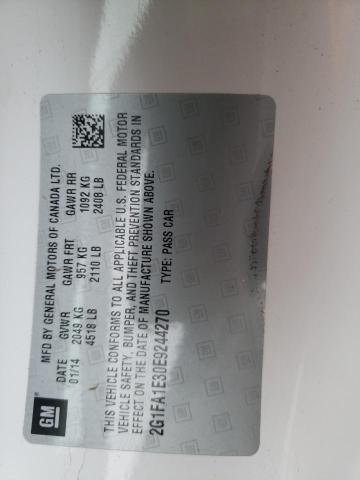 GM®
MFD BY GENERAL MOTORS OF CANADA LTD.
DATE GVWR GAWR FRT GAWR RR
01/14 2049 KG 957 KG 1092 KG
4518 LB 2110 LB 2408 LB
THIS VEHICLE CONFORMS TO ALL APPLICABLE U.S. FEDERAL MOTOR
VEHICLE SAFETY, BUMPER, AND THEFT PREVENTION STANDARDS IN
EFFECT ON THE DATE OF MANUFACTURE SHOWN ABOVE.
2G1FA1E30E9244270 TYPE: PASS CAR